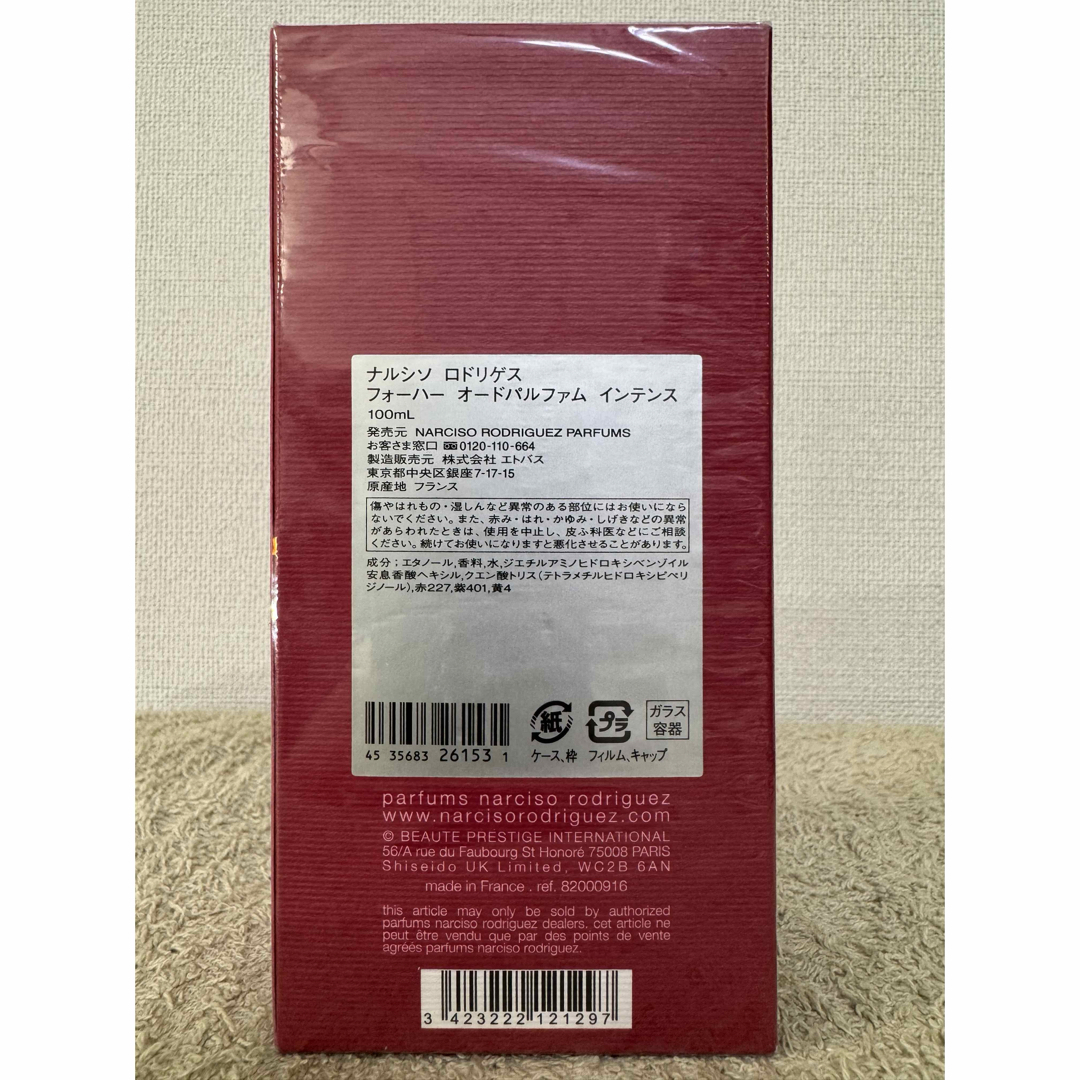 ナルシソ ロドリゲス
フォーハー オードパルファム インテンス
100mL
発売元 NARCISO RODRIGUEZ PARFUMS
お客さま窓口 0120-110-664
製造販売元 株式会社 エトバス
東京都中央区銀座7-17-15
原産地 フランス
傷やはれもの・湿しんなど異常のある部位にはお使いになら
ないでください。また、赤み・はれ・かゆみ・しげきなどの異常
があらわれたときは、使用を中止し、皮ふ科医などにご相談
ください。続けてお使いになりますと悪化させることがあります。
成分;エタノール,香料,水,ジエチルアミノヒドロキシベンゾイル
安息香酸ヘキシル,クエン酸トリス(テトラメチルヒドロキシピペリ
ジノール),赤227,紫401,黄4
紙
プラ
ガラス
容器
45 35683 26153 1
ケース、枠 フィルム、キャップ
parfums narciso rodriguez
www.narcisorodriguez.com
© BEAUTE PRESTIGE INTERNATIONAL
56/A rue du Faubourg St Honoré 75008 PARIS
Shiseido UK Limited, WC2B 6AN
made in France . ref. 82000916
this article may only be sold by authorized
parfums narciso rodriguez dealers. cet article ne
peut être vendu que par des points de vente
agréés parfums narciso rodriguez.
3 423222 121297